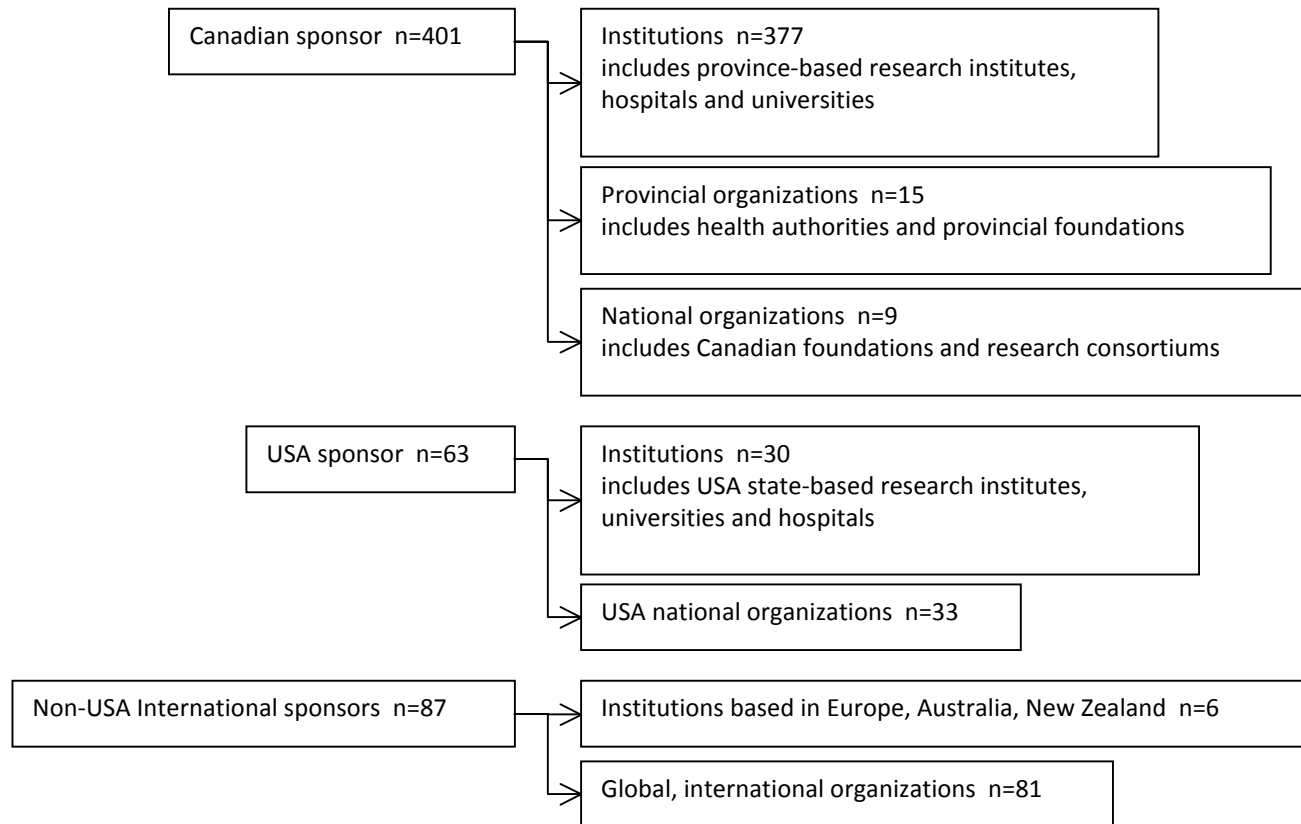 Canadian sponsor n=401
Institutions n=377
includes province-based research institutes,
hospitals and universities
Provincial organizations n=15
includes health authorities and provincial foundations
National organizations n=9
includes Canadian foundations and research consortiums
USA sponsor n=63
Institutions n=30
includes USA state-based research institutes,
universities and hospitals
USA national organizations n=33
Non-USA International sponsors n=87
Institutions based in Europe, Australia, New Zealand n=6
Global, international organizations n=81